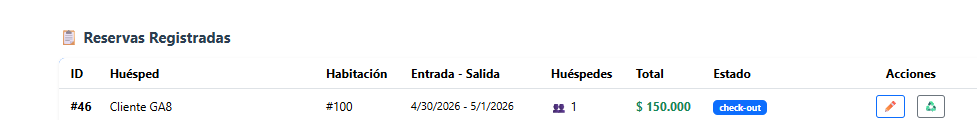 Reservas Registradas
ID Huésped Habitación Entrada - Salida Huéspedes Total Estado Acciones
#46 Cliente GA8 #100 4/30/2026 - 5/1/2026 1 $ 150.000 check-out